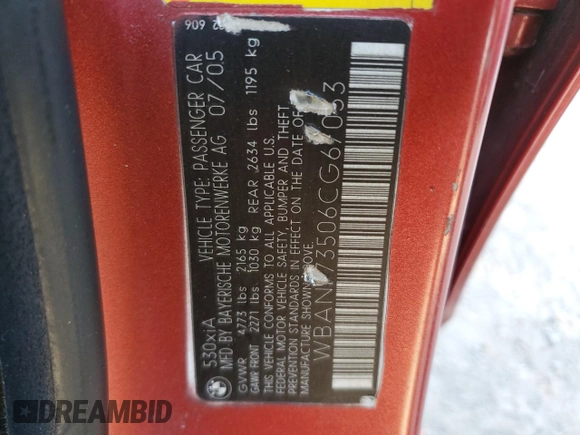 530xiA
VEHICLE TYPE: PASSENGER CAR
MFD BY BAYERISCHE MOTORENWERKE AG 07/05
GVWR 4773 lbs 2165 kg
GAWR FRONT 2271 lbs 1030 kg REAR 2634 lbs 1195 kg
THIS VEHICLE CONFORMS TO ALL APPLICABLE U.S.
FEDERAL MOTOR VEHICLE SAFETY, BUMPER AND THEFT
PREVENTION STANDARDS IN EFFECT ON THE DATE OF
MANUFACTURE SHOWN ABOVE.
606
DREAMBID